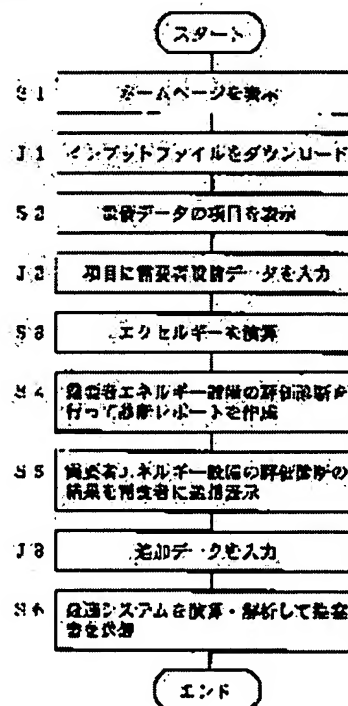 スタート
S1 ホームページを表示
J1 インプットファイルをダウンロード
S2 設備データの項目を表示
J2 項目に需要者設備データを入力
S3 エクセルギーを演算
S4 需要者エネルギー設備の評価診断を
行って診断レポートを作成
S5 需要者エネルギー設備の評価診断の
結果を需要者に送信表示
J3 追加データを入力
S6 最適システムを演算・解析して提案
書を
エンド